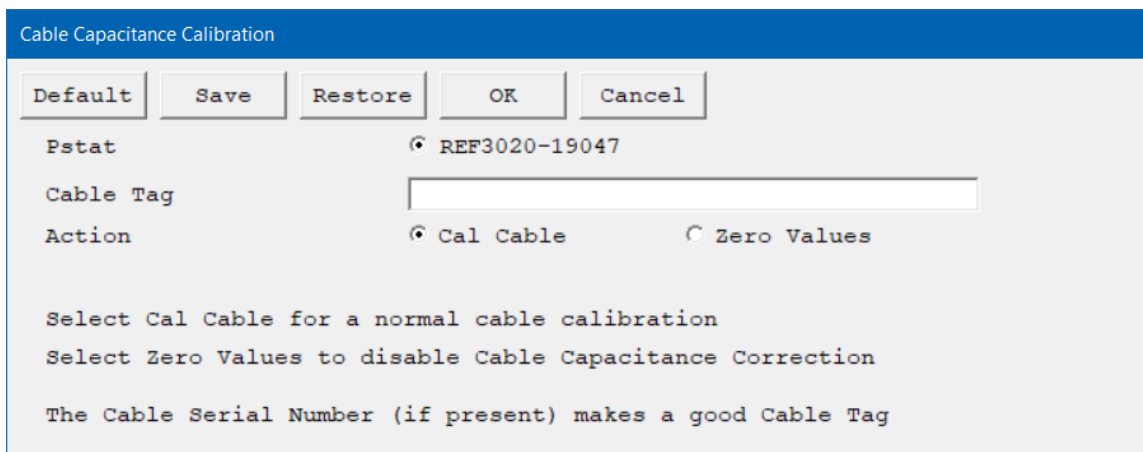 Cable Capacitance Calibration
Default Save Restore OK Cancel
Pstat REF3020-19047
Cable Tag
Action Cal Cable Zero Values
Select Cal Cable for a normal cable calibration
Select Zero Values to disable Cable Capacitance Correction
The Cable Serial Number (if present) makes a good Cable Tag